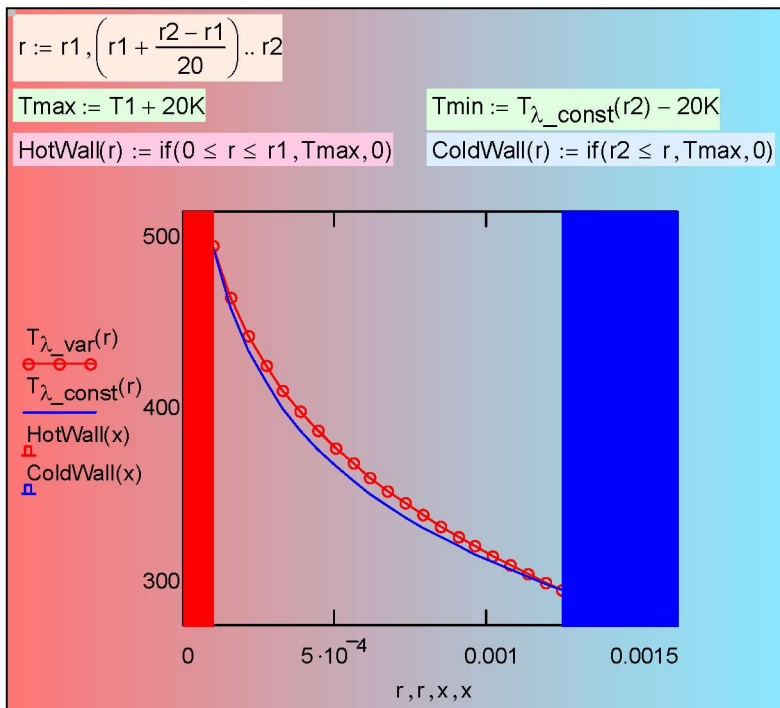 r := r1 , (r1 + (r2 − r1)/20) .. r2
Tmax := T1 + 20K
Tmin := Tλ_const(r2) − 20K
HotWall(r) := if(0 ≤ r ≤ r1 , Tmax, 0)
ColdWall(r) := if(r2 ≤ r , Tmax, 0)
500
400
300
Tλ_var(r)
Tλ_const(r)
HotWall(x)
ColdWall(x)
0 5·10⁻⁴ 0.001 0.0015
r , r , x , x